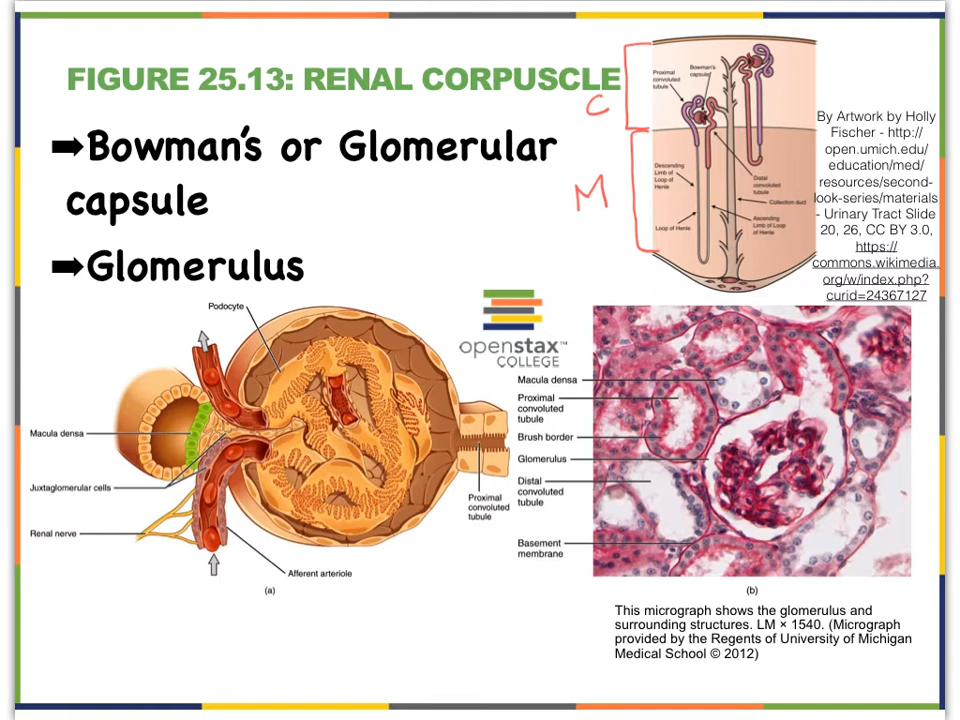 FIGURE 25.13: RENAL CORPUSCLE
➡Bowman's or Glomerular
capsule
➡Glomerulus
C
M
Proximal
convoluted
tubule
Bowman's
capsule
Descending
Limb of
Loop of
Henle
Distal
convoluted
tubule
Collection duct
Loop of Henle
Ascending
Limb of Loop
of Henle
By Artwork by Holly
Fischer - http://
open.umich.edu/
education/med/
resources/second-
look-series/materials
- Urinary Tract Slide
20, 26, CC BY 3.0,
https://
commons.wikimedia.
org/w/index.php?
curid=24367127
openstax™
COLLEGE
Podocyte
Macula densa
Juxtaglomerular cells
Renal nerve
Afferent arteriole
Proximal
convoluted
tubule
(a)
Macula densa
Proximal
convoluted
tubule
Brush border
Glomerulus
Distal
convoluted
tubule
Basement
membrane
(b)
This micrograph shows the glomerulus and
surrounding structures. LM × 1540. (Micrograph
provided by the Regents of University of Michigan
Medical School © 2012)